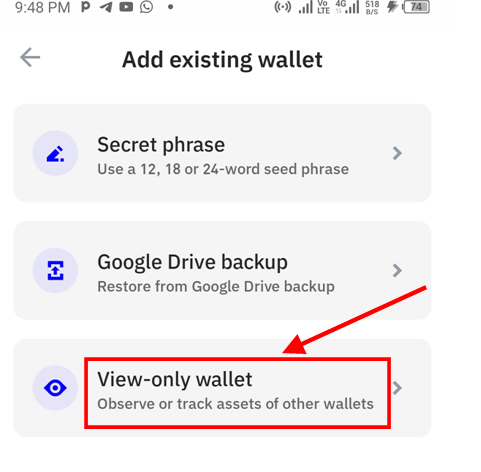 9:48 PM Vo LTE 4G 518 B/S 74
Add existing wallet
Secret phrase
Use a 12, 18 or 24-word seed phrase
Google Drive backup
Restore from Google Drive backup
View-only wallet
Observe or track assets of other wallets